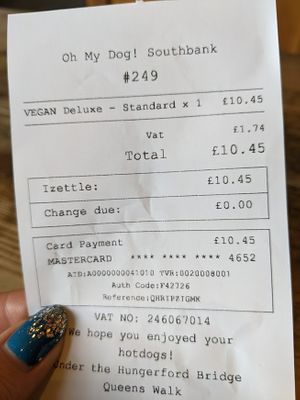 Oh My Dog! Southbank
#249
VEGAN Deluxe - Standard x 1 £10.45
Vat £1.74
Total £10.45
Izettle: £10.45
Change due: £0.00
Card Payment £10.45
MASTERCARD **** **** **** 4652
AID:A0000000041010 TVR:0020008001
Auth Code:F42726
Reference:QHRIPZIGMK
VAT NO: 246067014
We hope you enjoyed your
hotdogs!
Under the Hungerford Bridge
Queens Walk